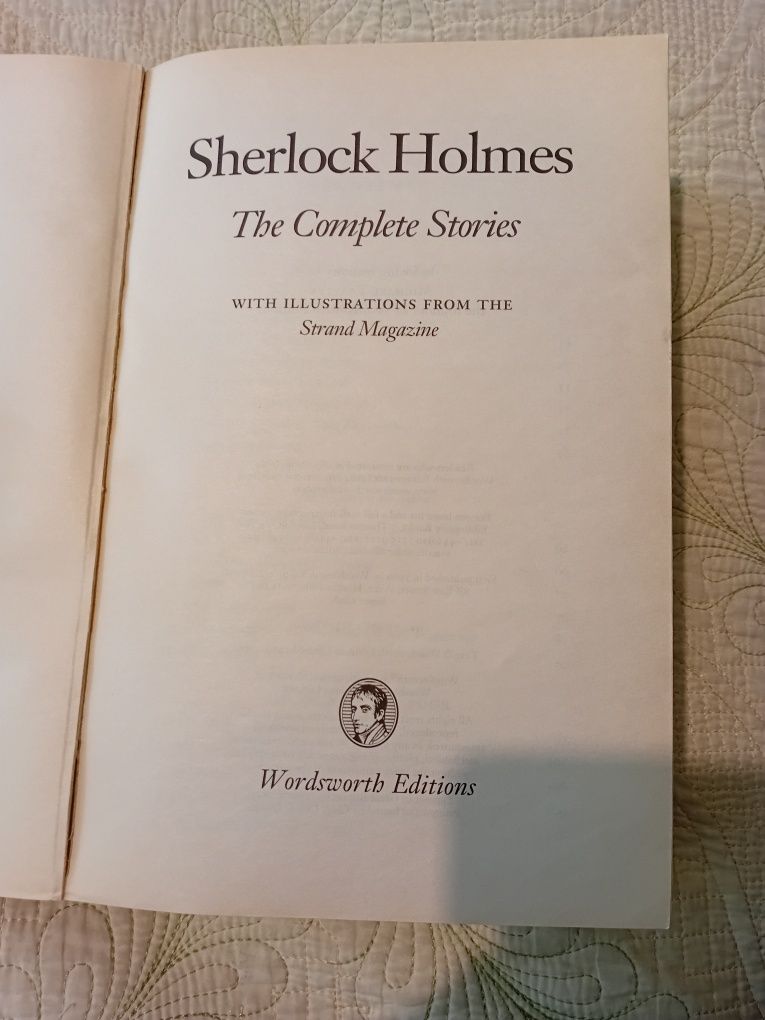 Sherlock Holmes
The Complete Stories
WITH ILLUSTRATIONS FROM THE
Strand Magazine
Wordsworth Editions